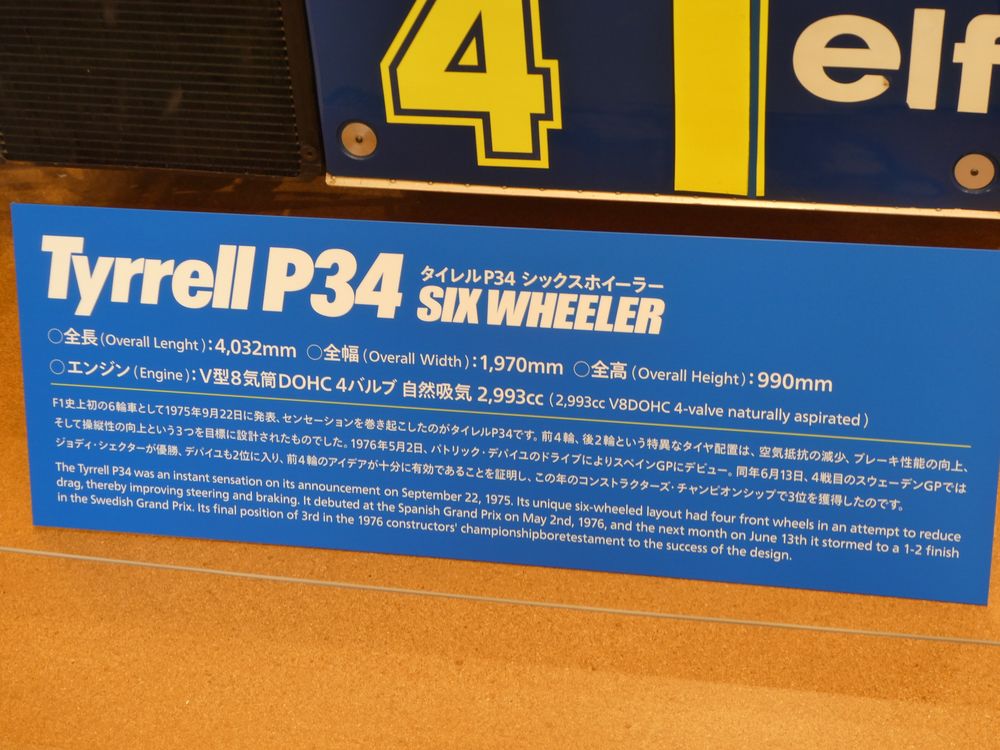 4 elf
Tyrrell P34 タイレルP34 シックスホイーラー
SIX WHEELER
○全長(Overall Lenght):4,032mm ○全幅(Overall Width):1,970mm ○全高(Overall Height):990mm
○エンジン(Engine):V型8気筒DOHC 4バルブ 自然吸気 2,993cc(2,993cc V8DOHC 4-valve naturally aspirated)
F1史上初の6輪車として1975年9月22日に発表、センセーションを巻き起こしたのがタイレルP34です。前4輪、後2輪という特異なタイヤ配置は、空気抵抗の減少、ブレーキ性能の向上、
そして操縦性の向上という3つを目標に設計されたものでした。1976年5月2日、パトリック・デパイユのドライブによりスペインGPにデビュー。同年6月13日、4戦目のスウェーデンGPでは
ジョディ・シェクターが優勝、デパイユも2位に入り、前4輪のアイデアが十分に有効であることを証明し、この年のコンストラクターズ・チャンピオンシップで3位を獲得したのです。
The Tyrrell P34 was an instant sensation on its announcement on September 22, 1975. Its unique six-wheeled layout had four front wheels in an attempt to reduce
drag, thereby improving steering and braking. It debuted at the Spanish Grand Prix on May 2nd, 1976, and the next month on June 13th it stormed to a 1-2 finish
in the Swedish Grand Prix. Its final position of 3rd in the 1976 constructors' championshipboretestament to the success of the design.